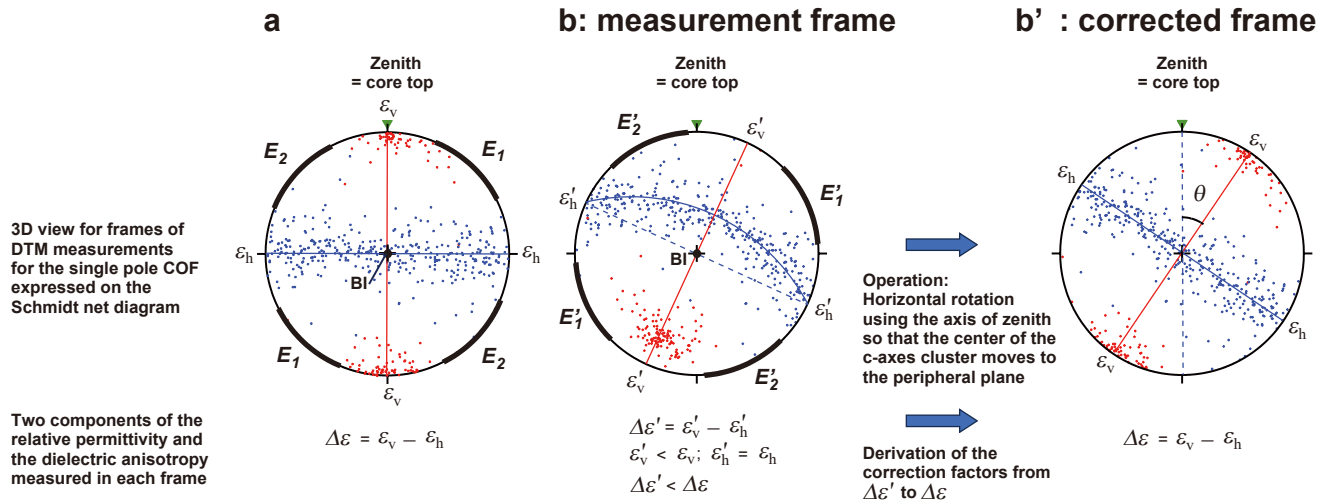 a
b: measurement frame
b’ : corrected frame
Zenith
= core top
εv
E2
E1
εh
εh
BI
E1
E2
εv
Zenith
= core top
E′2
ε′v
E′1
ε′h
BI
E′1
ε′h
ε′v
E′2
Zenith
= core top
εv
εh
θ
εh
εv
3D view for frames of
DTM measurements
for the single pole COF
expressed on the
Schmidt net diagram
Operation:
Horizontal rotation
using the axis of zenith
so that the center of the
c-axes cluster moves to
the peripheral plane
Two components of the
relative permittivity and
the dielectric anisotropy
measured in each frame
Δε = εv − εh
Δε′ = ε′v − ε′h
ε′v < εv; ε′h = εh
Δε′ < Δε
Derivation of the
correction factors from
Δε′ to Δε
Δε = εv − εh